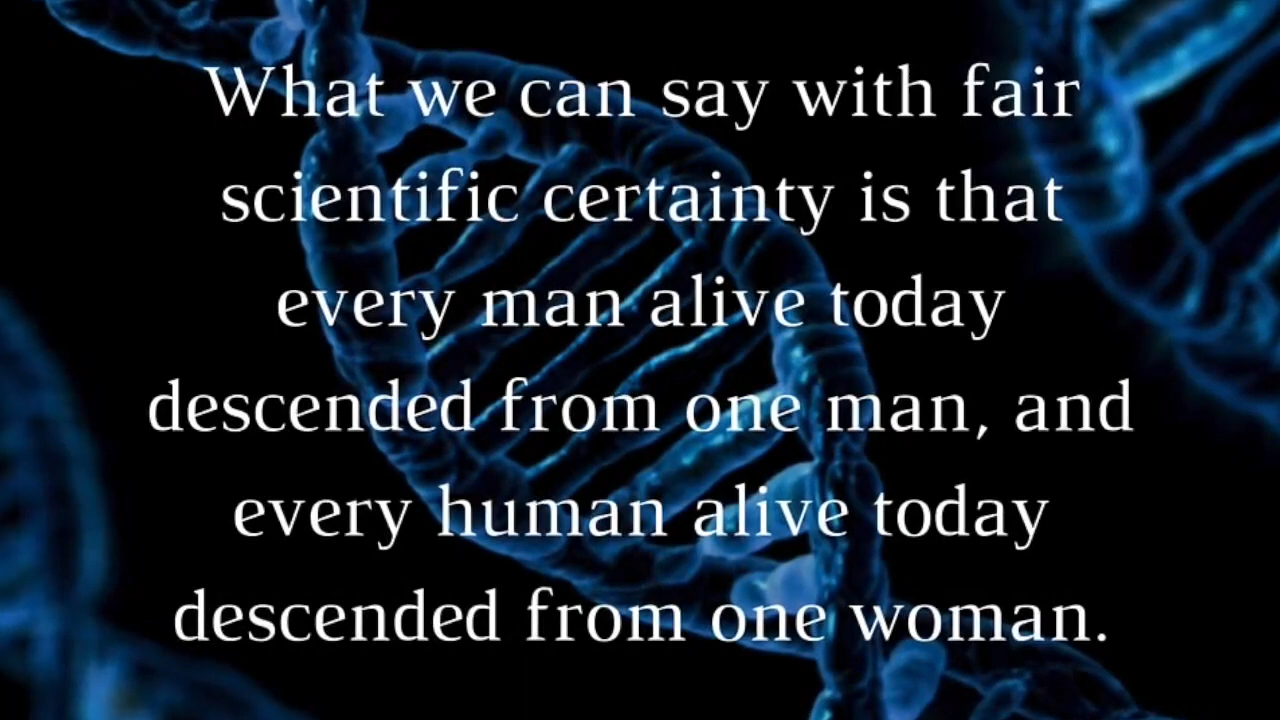 What we can say with fair
scientific certainty is that
every man alive today
descended from one man, and
every human alive today
descended from one woman.